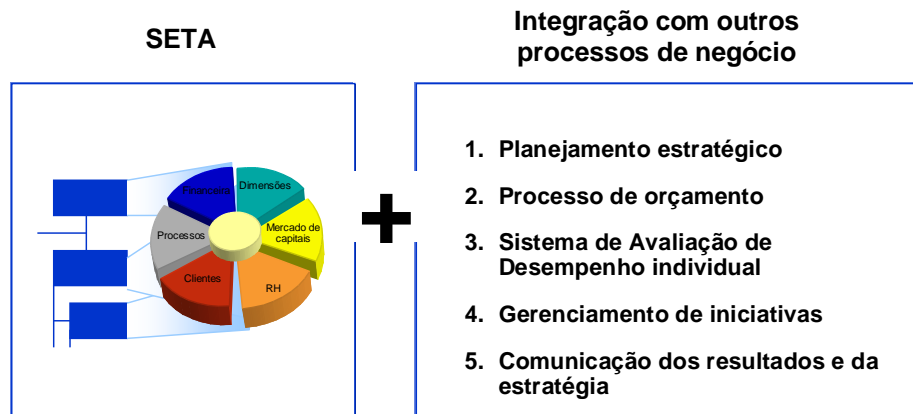 SETA
Integração com outros
processos de negócio
Financeira
Dimensões
Processos
Mercado de
capitais
Clientes
RH
+
1. Planejamento estratégico
2. Processo de orçamento
3. Sistema de Avaliação de
Desempenho individual
4. Gerenciamento de iniciativas
5. Comunicação dos resultados e da
estratégia